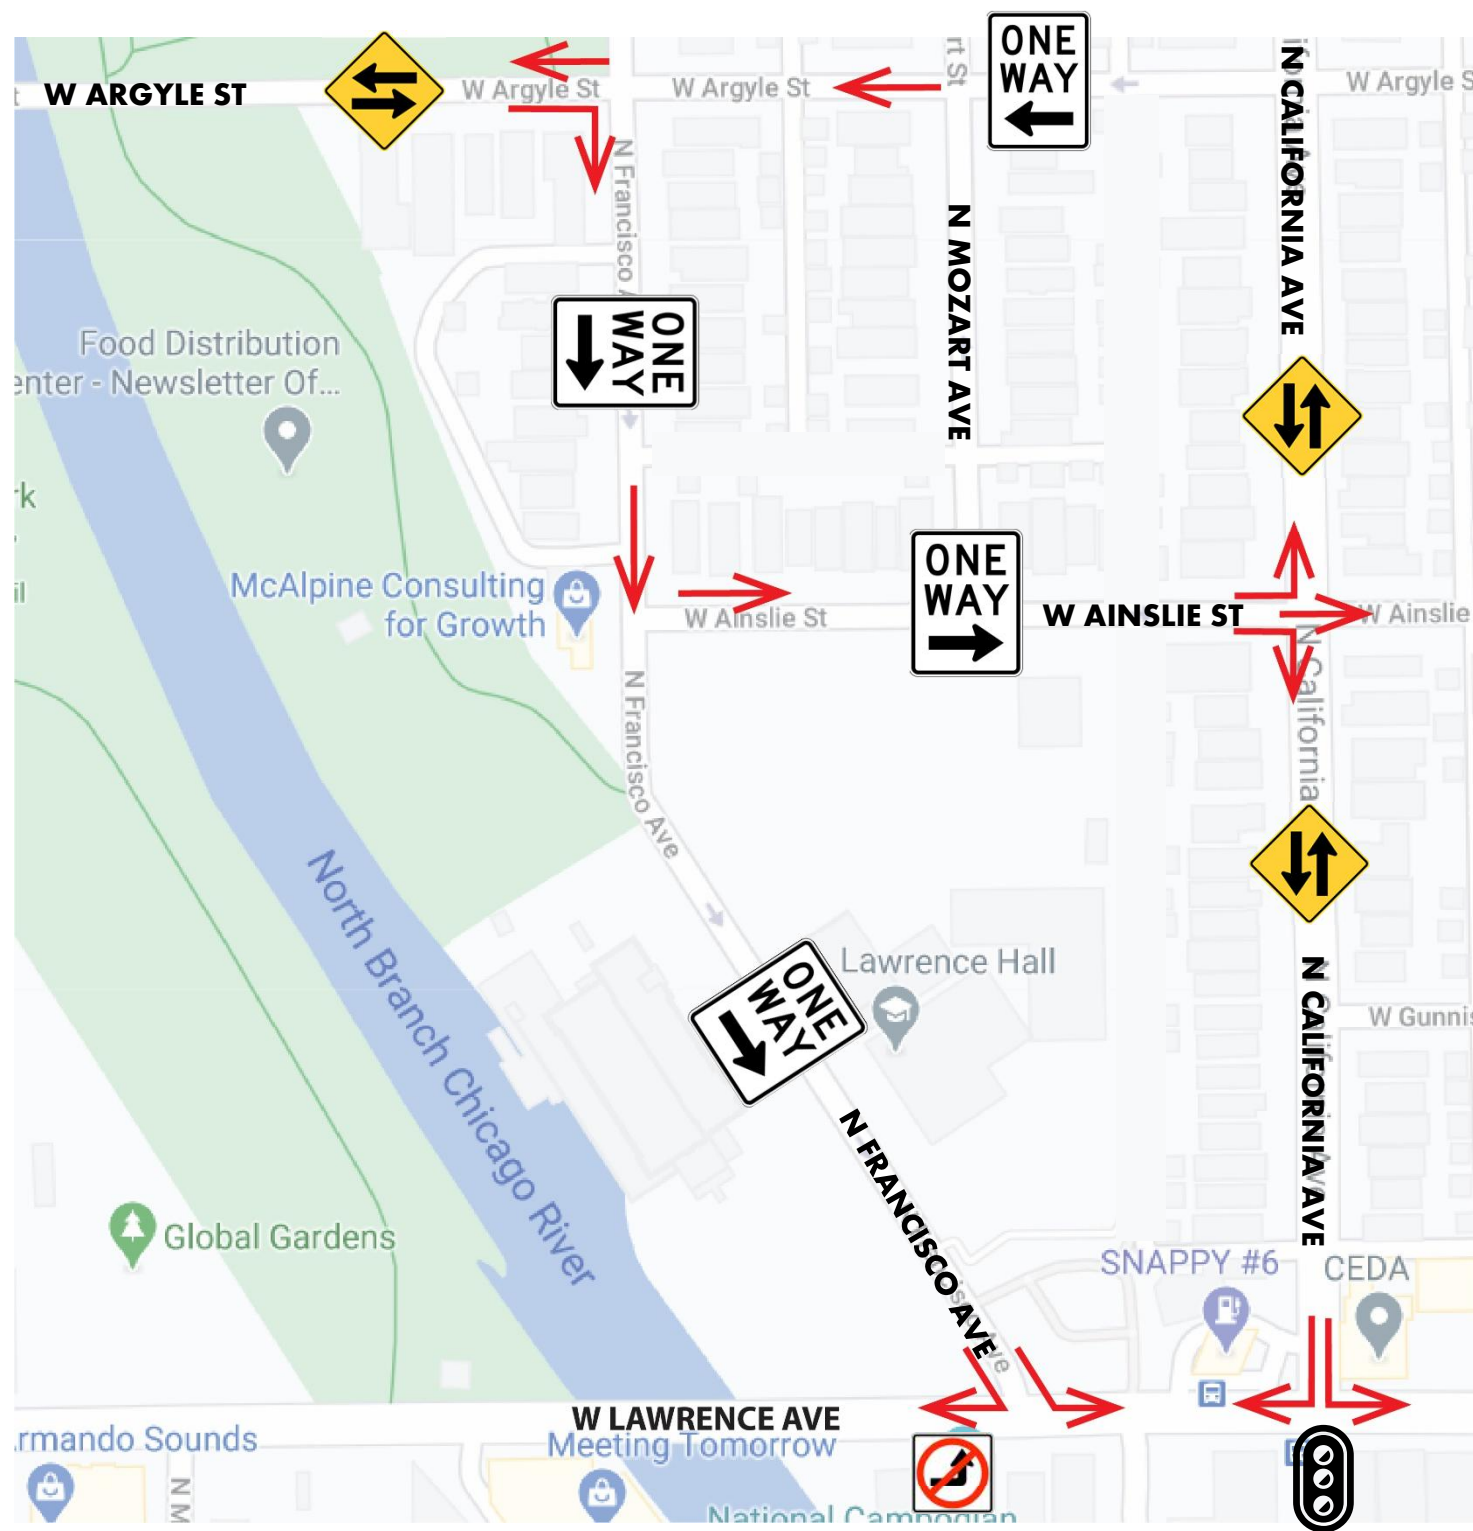 ONE
WAY
W ARGYLE ST
W Argyle St
W Argyle St
rt St
W Argyle S
N CALIFORNIA AVE
N Francisco A
N MOZART AVE
ONE
WAY
Food Distribution
enter - Newsletter Of...
rk
il
McAlpine Consulting
for Growth
ONE
WAY
W Ainslie St
W AINSLIE ST
W Ainslie
N California
N Francisco Ave
North Branch Chicago River
ONE
WAY
Lawrence Hall
N CALIFORNIA AVE
W Gunnis
N FRANCISCO AVE
Global Gardens
SNAPPY #6
CEDA
W LAWRENCE AVE
rmando Sounds
Meeting Tomorrow
N M
National Cambodian